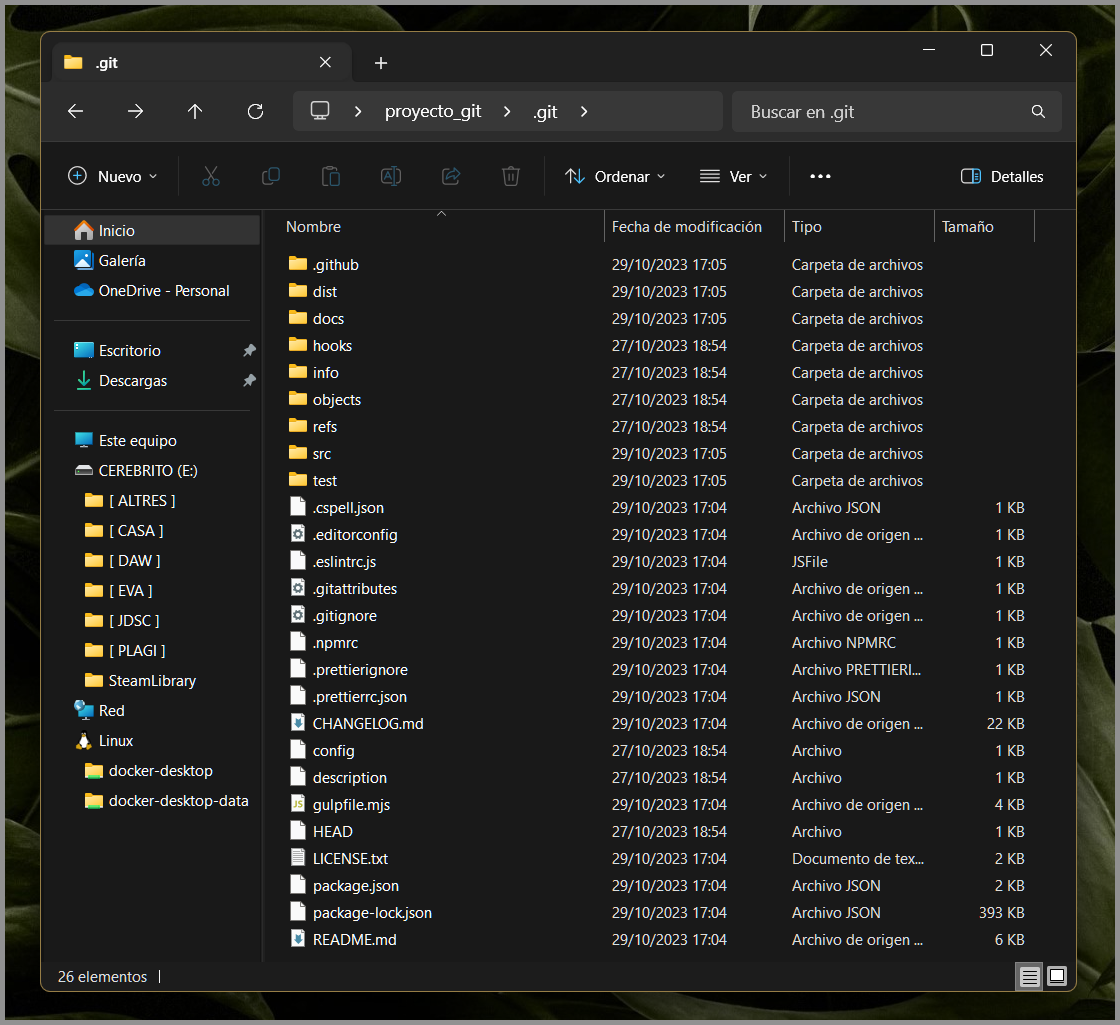 .git
proyecto_git
.git
Buscar en .git
Nuevo
Ordenar
Ver
Detalles
Inicio
Galería
OneDrive - Personal
Escritorio
Descargas
Este equipo
CEREBRITO (E:)
[ ALTRES ]
[ CASA ]
[ DAW ]
[ EVA ]
[ JDSC ]
[ PLAGI ]
SteamLibrary
Red
Linux
docker-desktop
docker-desktop-data
Nombre Fecha de modificación Tipo Tamaño
.github 29/10/2023 17:05 Carpeta de archivos
dist 29/10/2023 17:05 Carpeta de archivos
docs 29/10/2023 17:05 Carpeta de archivos
hooks 27/10/2023 18:54 Carpeta de archivos
info 27/10/2023 18:54 Carpeta de archivos
objects 27/10/2023 18:54 Carpeta de archivos
refs 27/10/2023 18:54 Carpeta de archivos
src 29/10/2023 17:05 Carpeta de archivos
test 29/10/2023 17:05 Carpeta de archivos
.cspell.json 29/10/2023 17:04 Archivo JSON 1 KB
.editorconfig 29/10/2023 17:04 Archivo de origen ... 1 KB
.eslintrc.js 29/10/2023 17:04 JSFile 1 KB
.gitattributes 29/10/2023 17:04 Archivo de origen ... 1 KB
.gitignore 29/10/2023 17:04 Archivo de origen ... 1 KB
.npmrc 29/10/2023 17:04 Archivo NPMRC 1 KB
.prettierignore 29/10/2023 17:04 Archivo PRETTIERI... 1 KB
.prettierrc.json 29/10/2023 17:04 Archivo JSON 1 KB
CHANGELOG.md 29/10/2023 17:04 Archivo de origen ... 22 KB
config 27/10/2023 18:54 Archivo 1 KB
description 27/10/2023 18:54 Archivo 1 KB
gulpfile.mjs 29/10/2023 17:04 Archivo de origen ... 4 KB
HEAD 27/10/2023 18:54 Archivo 1 KB
LICENSE.txt 29/10/2023 17:04 Documento de tex... 2 KB
package.json 29/10/2023 17:04 Archivo JSON 2 KB
package-lock.json 29/10/2023 17:04 Archivo JSON 393 KB
README.md 29/10/2023 17:04 Archivo de origen ... 6 KB
26 elementos